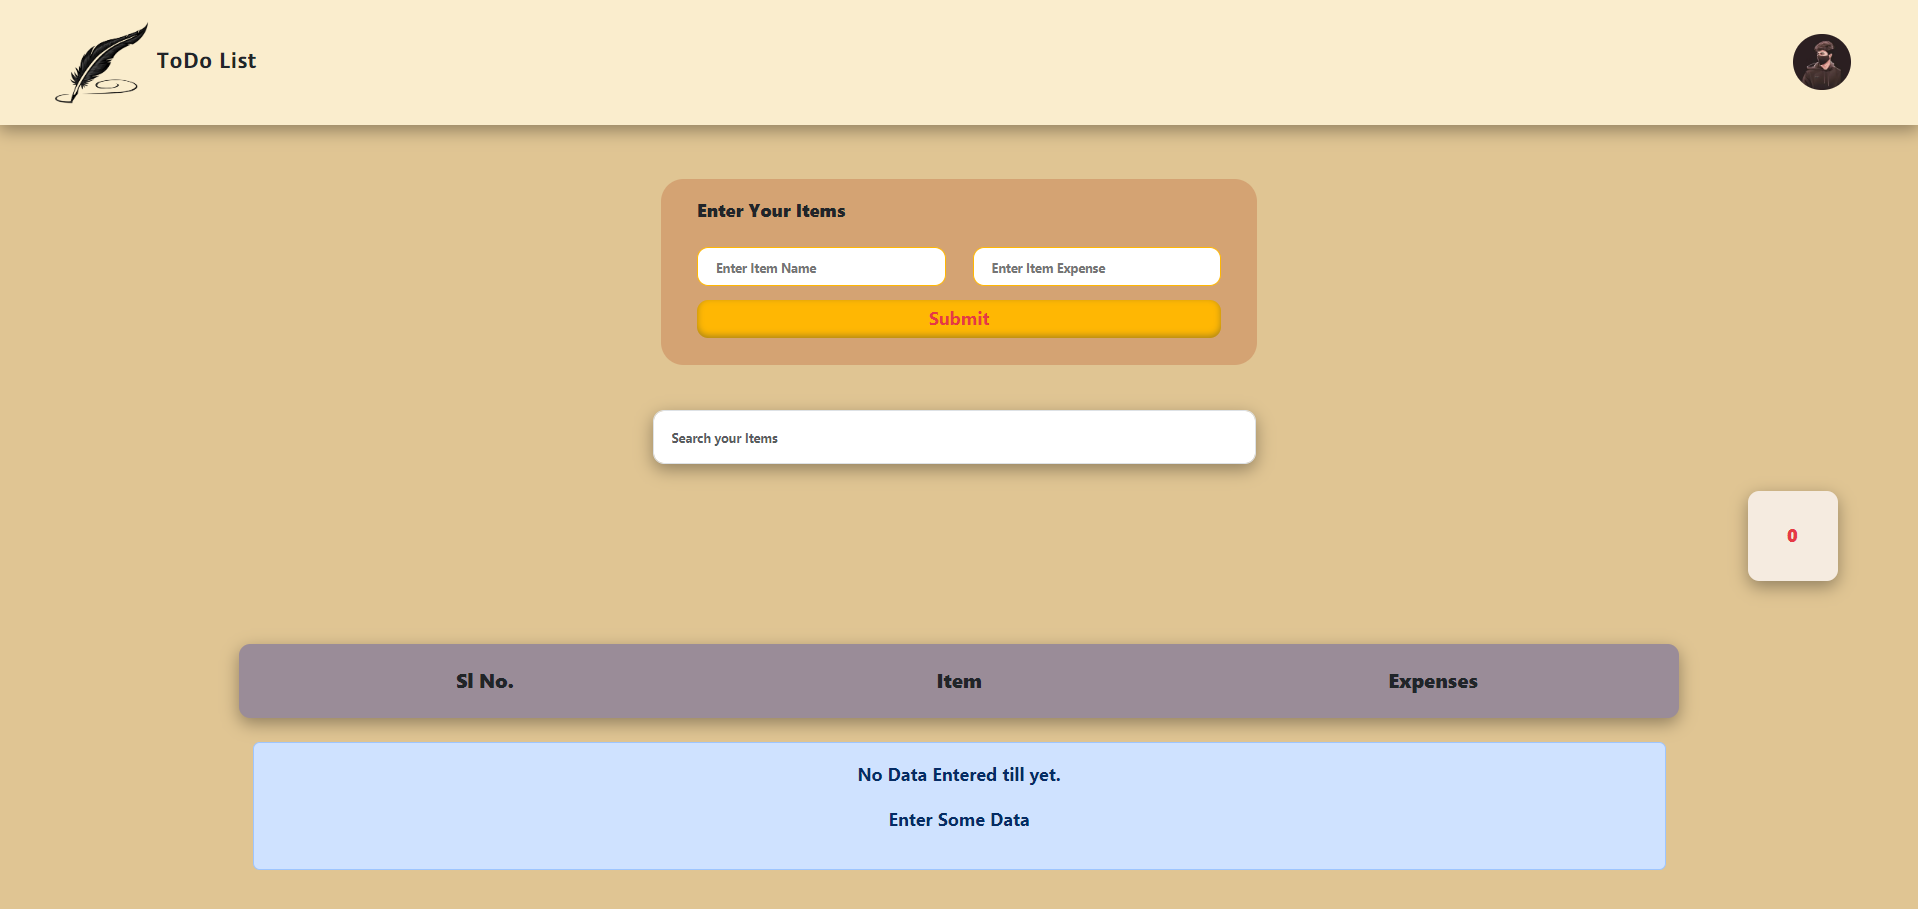 ToDo List
Enter Your Items
Enter Item Name
Enter Item Expense
Submit
Search your Items
0
Sl No.
Item
Expenses
No Data Entered till yet.
Enter Some Data